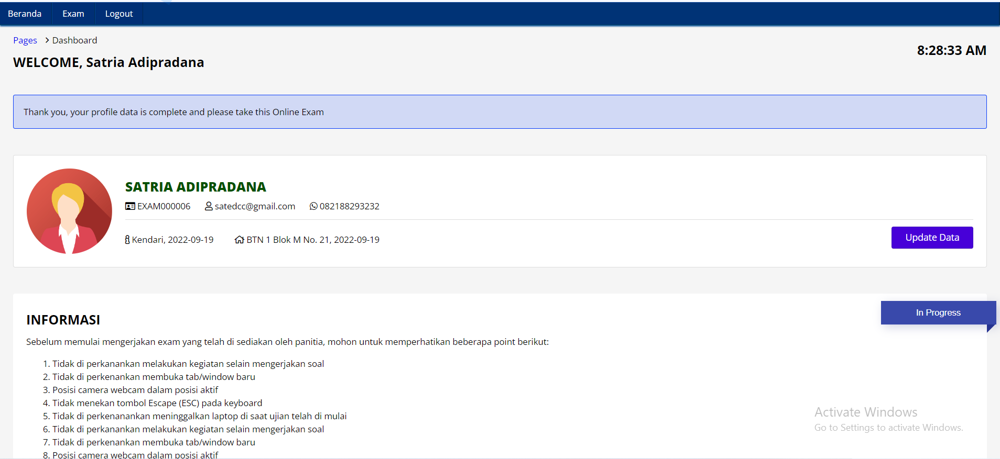 Beranda Exam Logout
Pages > Dashboard
8:28:33 AM
WELCOME, Satria Adipradana
Thank you, your profile data is complete and please take this Online Exam
SATRIA ADIPRADANA
EXAM000006 satedcc@gmail.com 082188293232
Kendari, 2022-09-19 BTN 1 Blok M No. 21, 2022-09-19
Update Data
In Progress
INFORMASI
Sebelum memulai mengerjakan exam yang telah di sediakan oleh panitia, mohon untuk memperhatikan beberapa point berikut:
1. Tidak di perkanankan melakukan kegiatan selain mengerjakan soal
2. Tidak di perkenankan membuka tab/window baru
3. Posisi camera webcam dalam posisi aktif
4. Tidak menekan tombol Escape (ESC) pada keyboard
5. Tidak di perkenanankan meninggalkan laptop di saat ujian telah di mulai
6. Tidak di perkanankan melakukan kegiatan selain mengerjakan soal
7. Tidak di perkenankan membuka tab/window baru
8. Posisi camera webcam dalam posisi aktif
Activate Windows
Go to Settings to activate Windows.